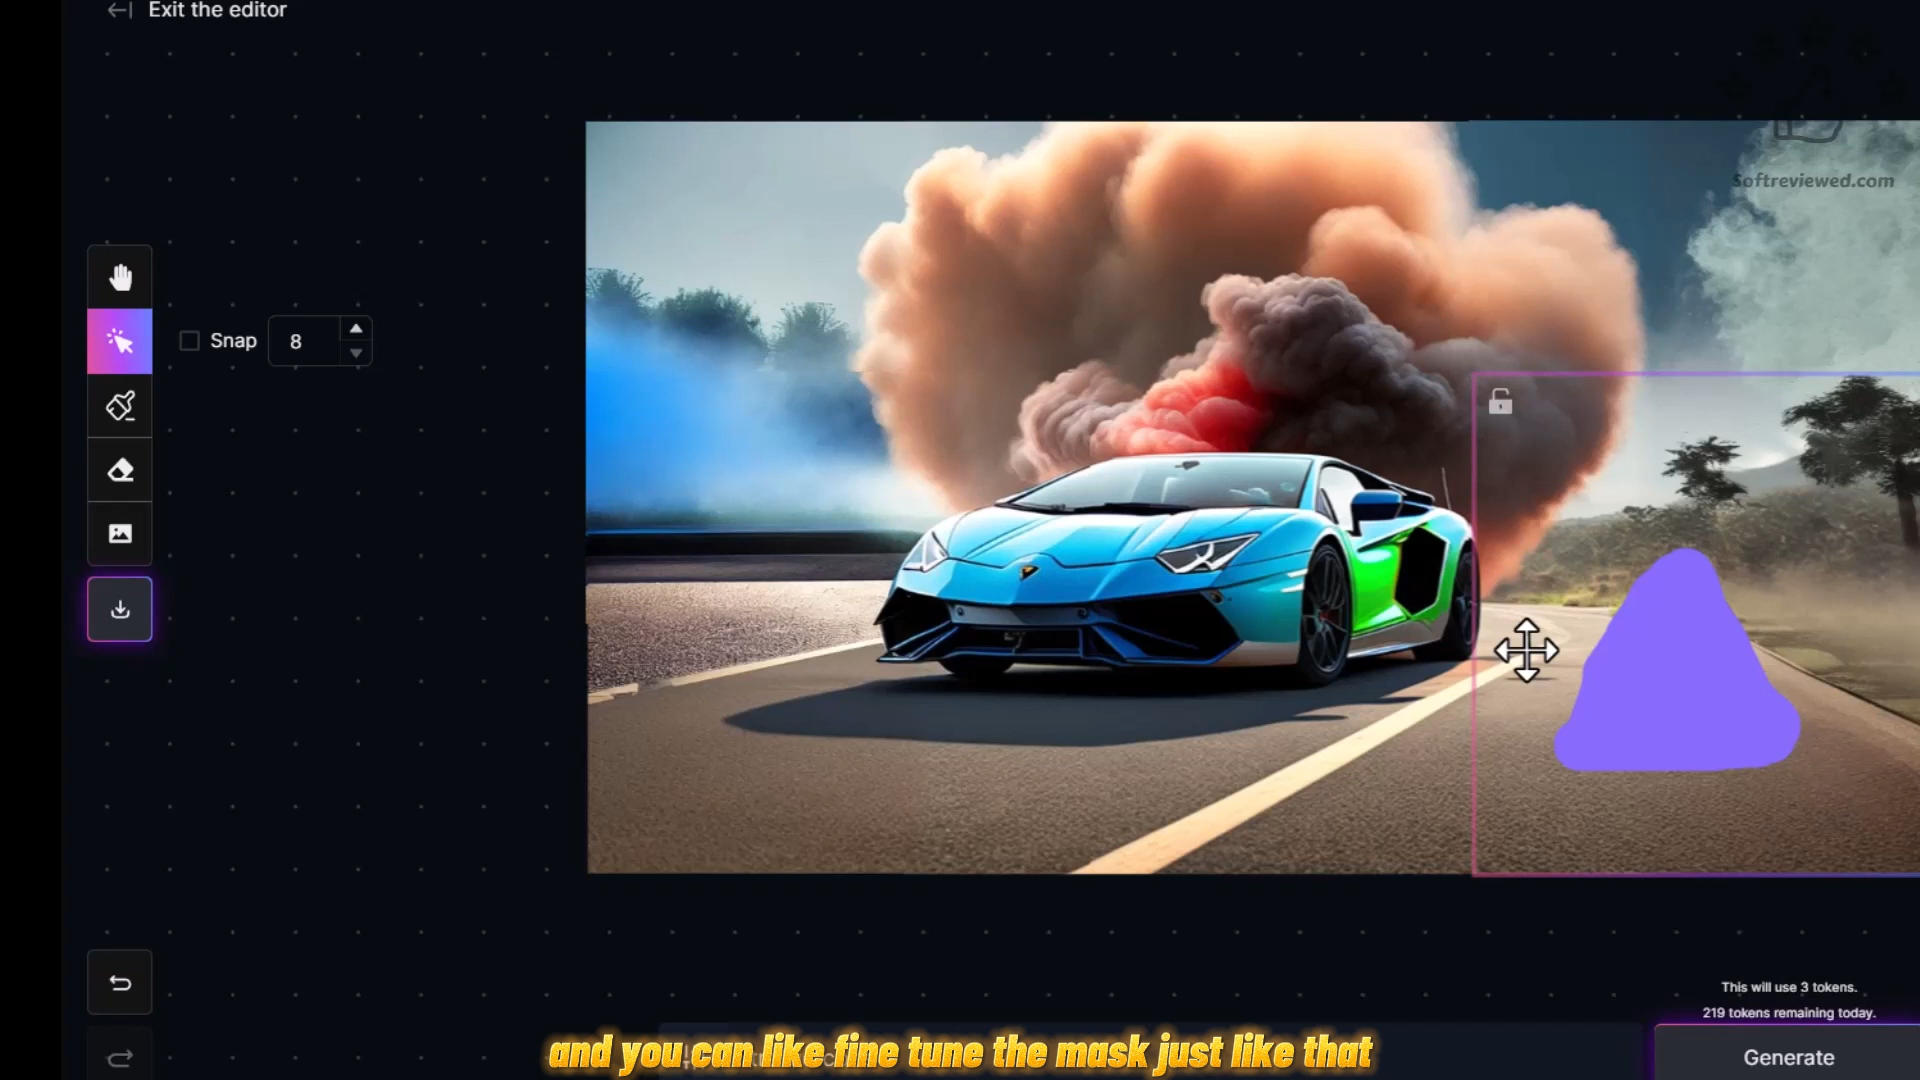 Exit the editor
Softreviewed.com
Snap
8
This will use 3 tokens.
219 tokens remaining today.
and you can like fine tune the mask just like that
Generate